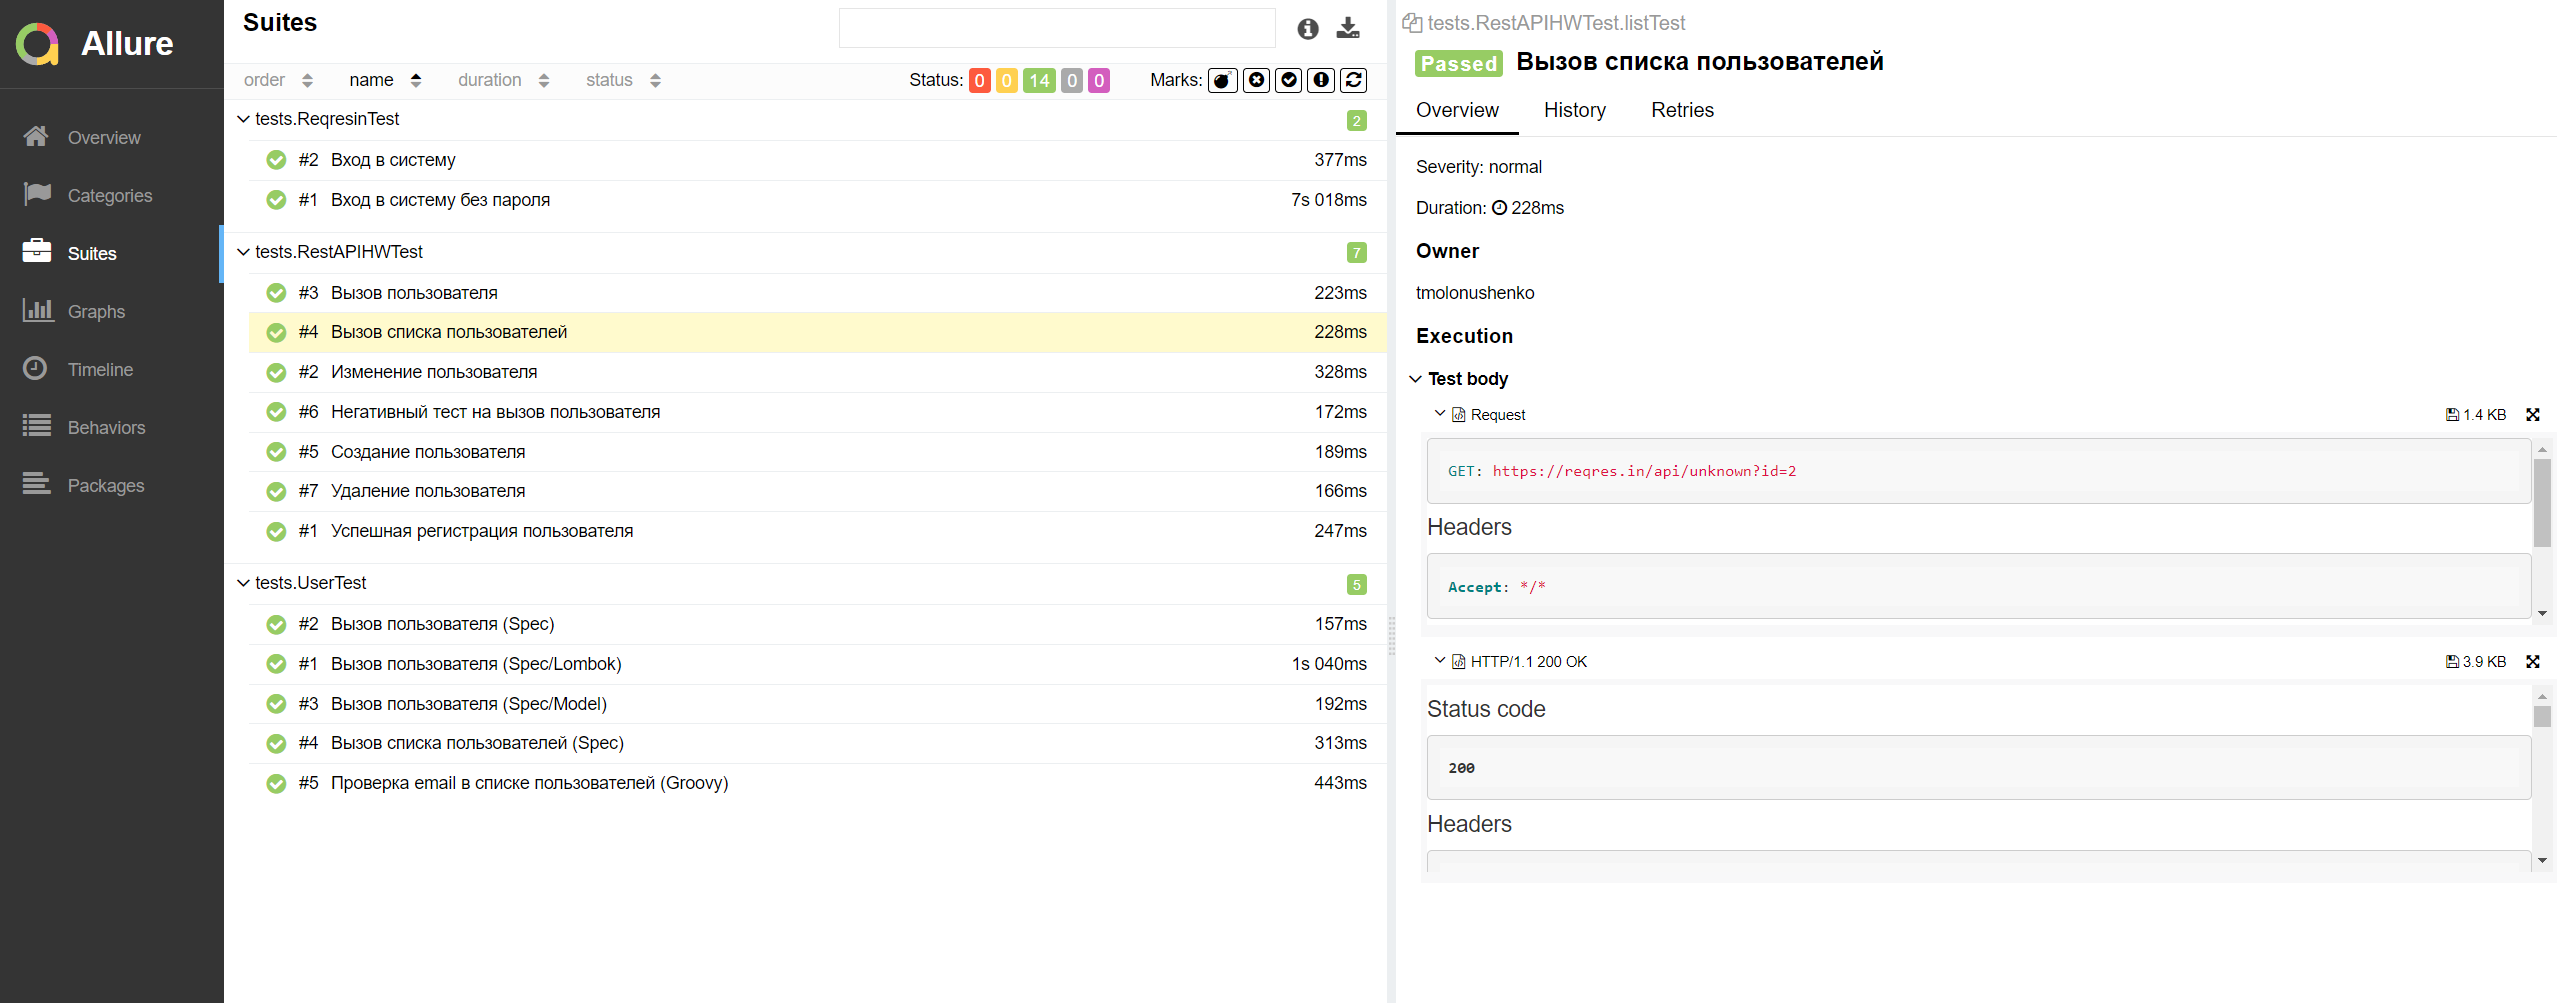 Allure
Overview
Categories
Suites
Graphs
Timeline
Behaviors
Packages
Suites
order name duration status Status: 0 0 14 0 0 Marks:
tests.ReqresinTest 2
#2 Вход в систему 377ms
#1 Вход в систему без пароля 7s 018ms
tests.RestAPIHWTest 7
#3 Вызов пользователя 223ms
#4 Вызов списка пользователей 228ms
#2 Изменение пользователя 328ms
#6 Негативный тест на вызов пользователя 172ms
#5 Создание пользователя 189ms
#7 Удаление пользователя 166ms
#1 Успешная регистрация пользователя 247ms
tests.UserTest 5
#2 Вызов пользователя (Spec) 157ms
#1 Вызов пользователя (Spec/Lombok) 1s 040ms
#3 Вызов пользователя (Spec/Model) 192ms
#4 Вызов списка пользователей (Spec) 313ms
#5 Проверка email в списке пользователей (Groovy) 443ms
tests.RestAPIHWTest.listTest
Passed Вызов списка пользователей
Overview History Retries
Severity: normal
Duration: 228ms
Owner
tmolonushenko
Execution
Test body
Request 1.4 KB
GET: https://reqres.in/api/unknown?id=2
Headers
Accept: */*
HTTP/1.1 200 OK 3.9 KB
Status code
200
Headers